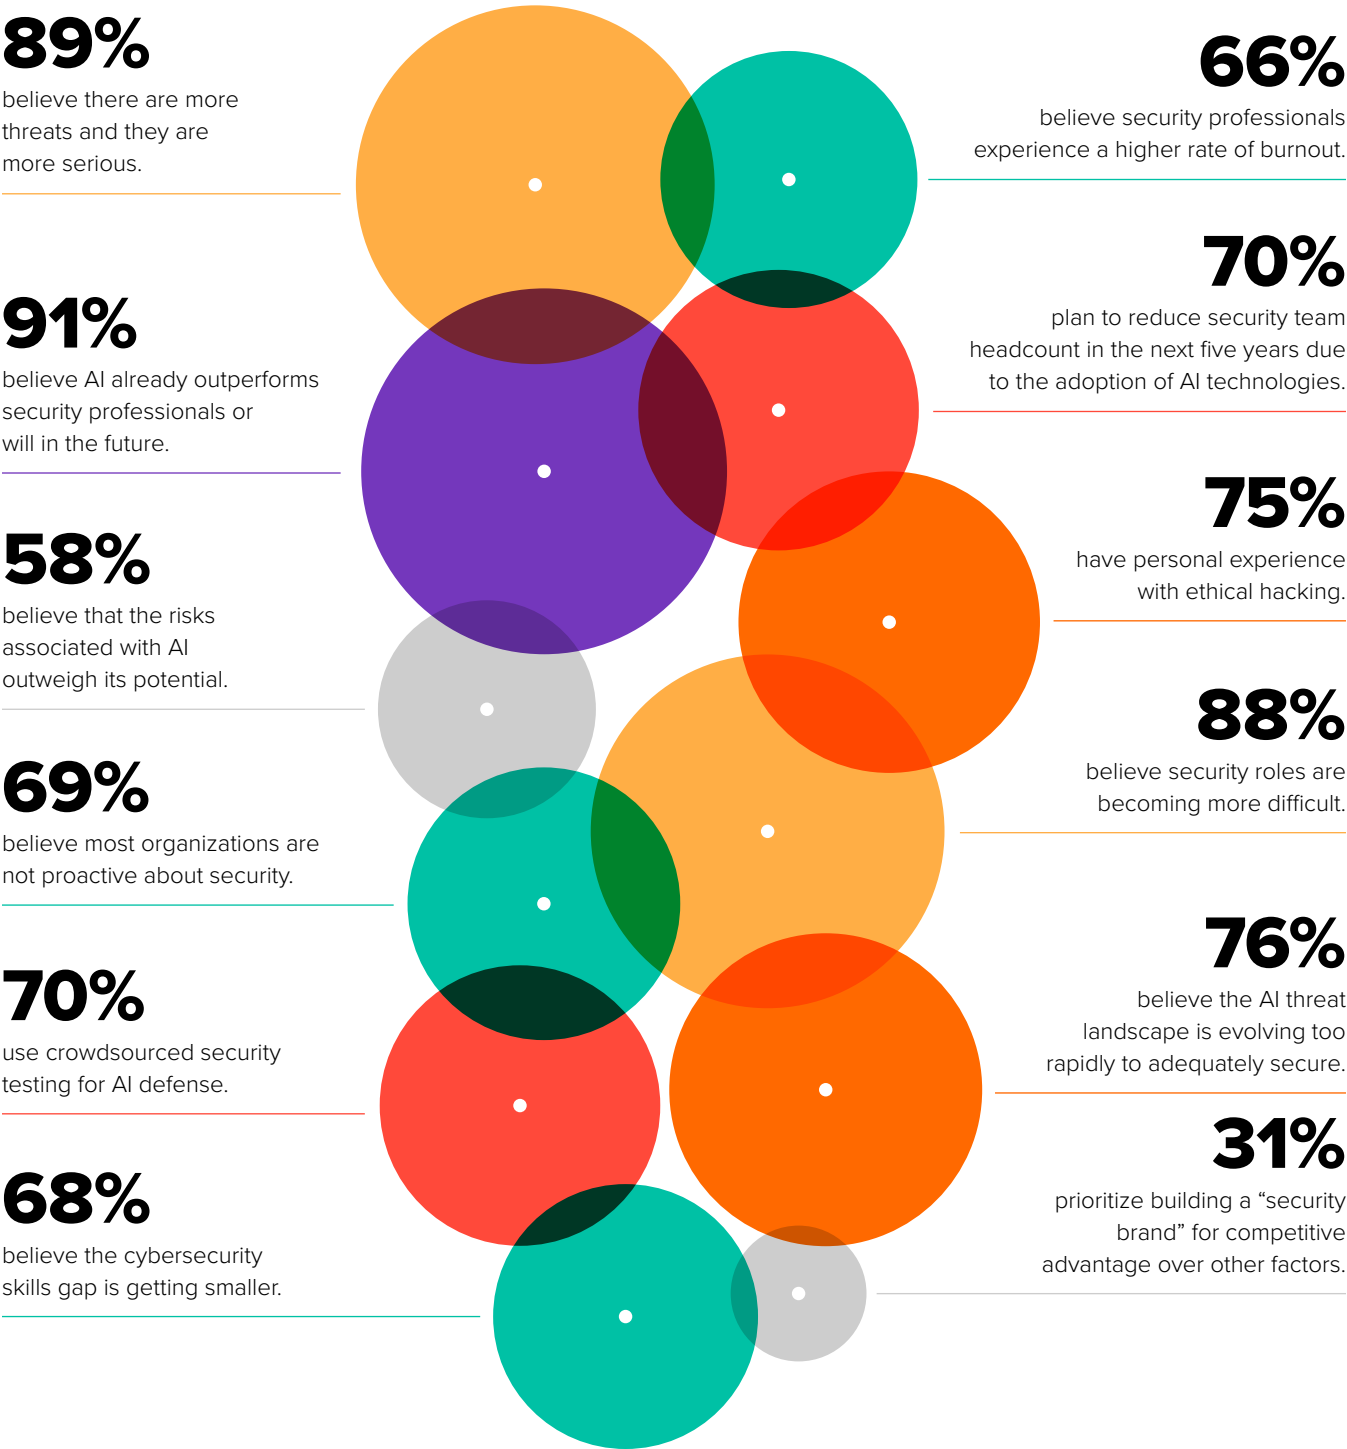 89%
believe there are more
threats and they are
more serious.
91%
believe AI already outperforms
security professionals or
will in the future.
58%
believe that the risks
associated with AI
outweigh its potential.
69%
believe most organizations are
not proactive about security.
70%
use crowdsourced security
testing for AI defense.
68%
believe the cybersecurity
skills gap is getting smaller.
66%
believe security professionals
experience a higher rate of burnout.
70%
plan to reduce security team
headcount in the next five years due
to the adoption of AI technologies.
75%
have personal experience
with ethical hacking.
88%
believe security roles are
becoming more difficult.
76%
believe the AI threat
landscape is evolving too
rapidly to adequately secure.
31%
prioritize building a “security
brand” for competitive
advantage over other factors.